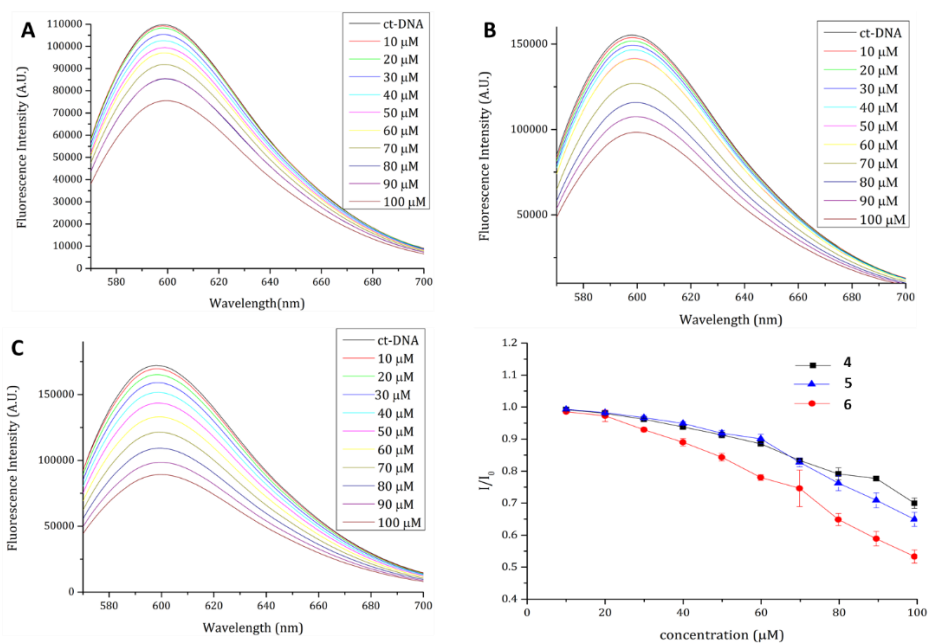 A
110000
100000
90000
80000
70000
60000
50000
40000
30000
20000
10000
0
Fluorescence Intensity (A.U.)
580 600 620 640 660 680 700
Wavelength(nm)
ct-DNA
10 μM
20 μM
30 μM
40 μM
50 μM
60 μM
70 μM
80 μM
90 μM
100 μM
B
150000
100000
50000
Fluorescence Intensity (A.U.)
580 600 620 640 660 680 700
Wavelength (nm)
ct-DNA
10 μM
20 μM
30 μM
40 μM
50 μM
60 μM
70 μM
80 μM
90 μM
100 μM
C
150000
100000
50000
0
Fluorescence Intensity (A.U.)
580 600 620 640 660 680 700
Wavelength (nm)
ct-DNA
10 μM
20 μM
30 μM
40 μM
50 μM
60 μM
70 μM
80 μM
90 μM
100 μM
1.2
1.1
1.0
0.9
0.8
0.7
0.6
0.5
0.4
I/I₀
0 20 40 60 80 100
concentration (μM)
4
5
6